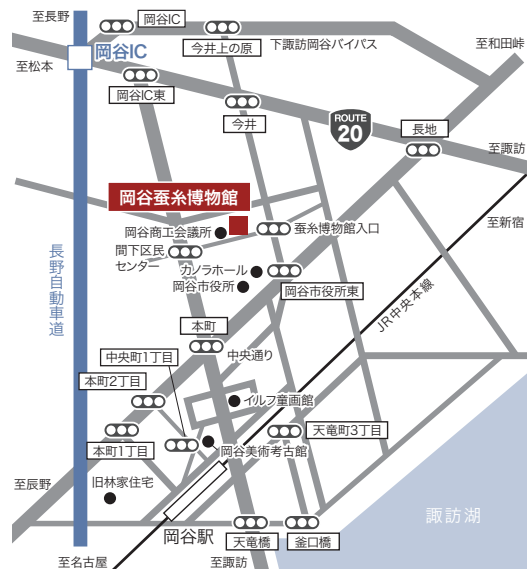 至長野
岡谷IC
今井上の原
下諏訪岡谷バイパス
至和田峠
岡谷IC
至松本
岡谷IC東
今井
ROUTE
20
長地
至諏訪
岡谷蚕糸博物館
岡谷商工会議所
蚕糸博物館入口
至新宿
間下区民
センター
カノラホール
岡谷市役所
岡谷市役所東
長野自動車道
JR中央本線
本町
中央町1丁目
中央通り
本町2丁目
イルフ童画館
本町1丁目
天竜町3丁目
岡谷美術考古館
至辰野
旧林家住宅
諏訪湖
岡谷駅
天竜橋
釜口橋
至名古屋
至諏訪